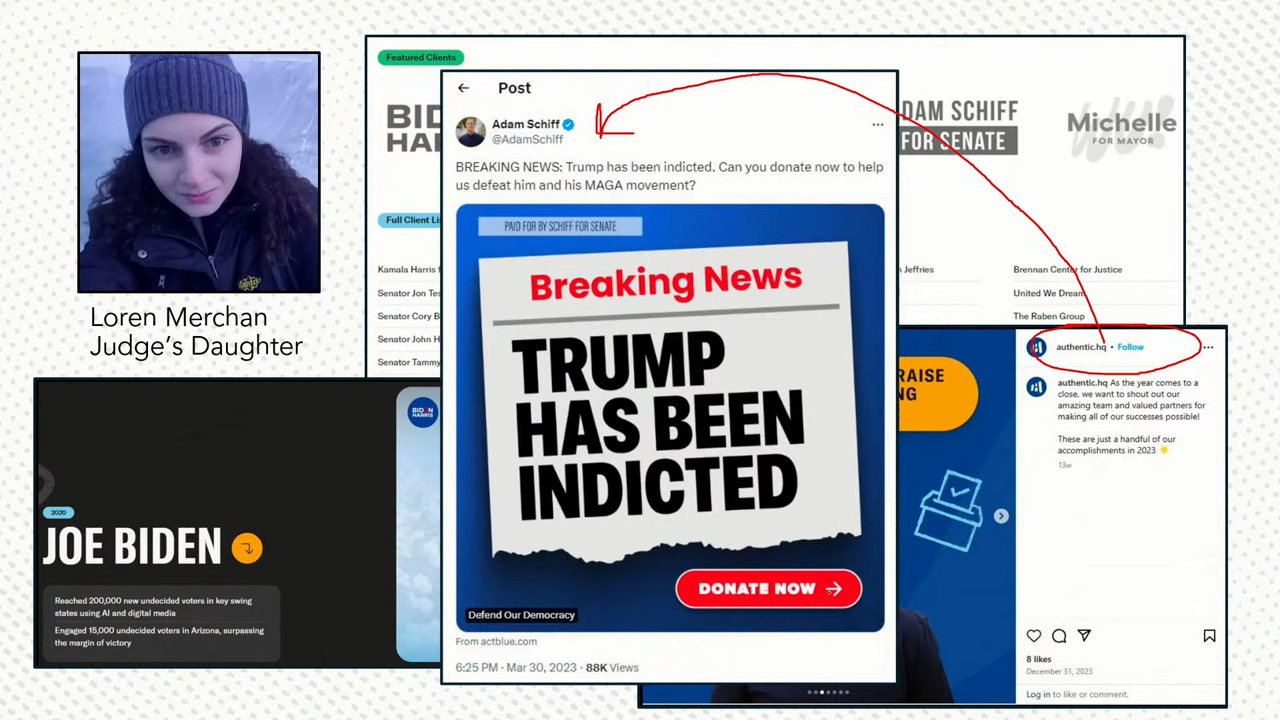 Loren Merchan
Judge's Daughter
Featured Clients
ADAM SCHIFF
FOR SENATE
Michelle
FOR MAYOR
Full Client
Kamala Harris
Senator Jon
Senator Cory
Senator John
Senator Tammy
Jeffries
Brennan Center for Justice
United We Dream
The Raben Group
Post
Adam Schiff
@AdamSchiff
BREAKING NEWS: Trump has been indicted. Can you donate now to help
us defeat him and his MAGA movement?
PAID FOR BY SCHIFF FOR SENATE
Breaking News
TRUMP
HAS BEEN
INDICTED
DONATE NOW
Defend Our Democracy
From actblue.com
6:25 PM · Mar 30, 2023 · 88K Views
BIDEN
HARRIS
2020
JOE BIDEN
Reached 200,000 new undecided voters in key swing
states using AI and digital media
Engaged 15,000 undecided voters in Arizona, surpassing
the margin of victory
authentic.hq • Follow
authentic.hq As the year comes to a
close, we want to shout out our
amazing team and valued partners for
making all of our successes possible!
These are just a handful of our
accomplishments in 2023
13w
8 likes
December 31, 2023
Log in to like or comment.